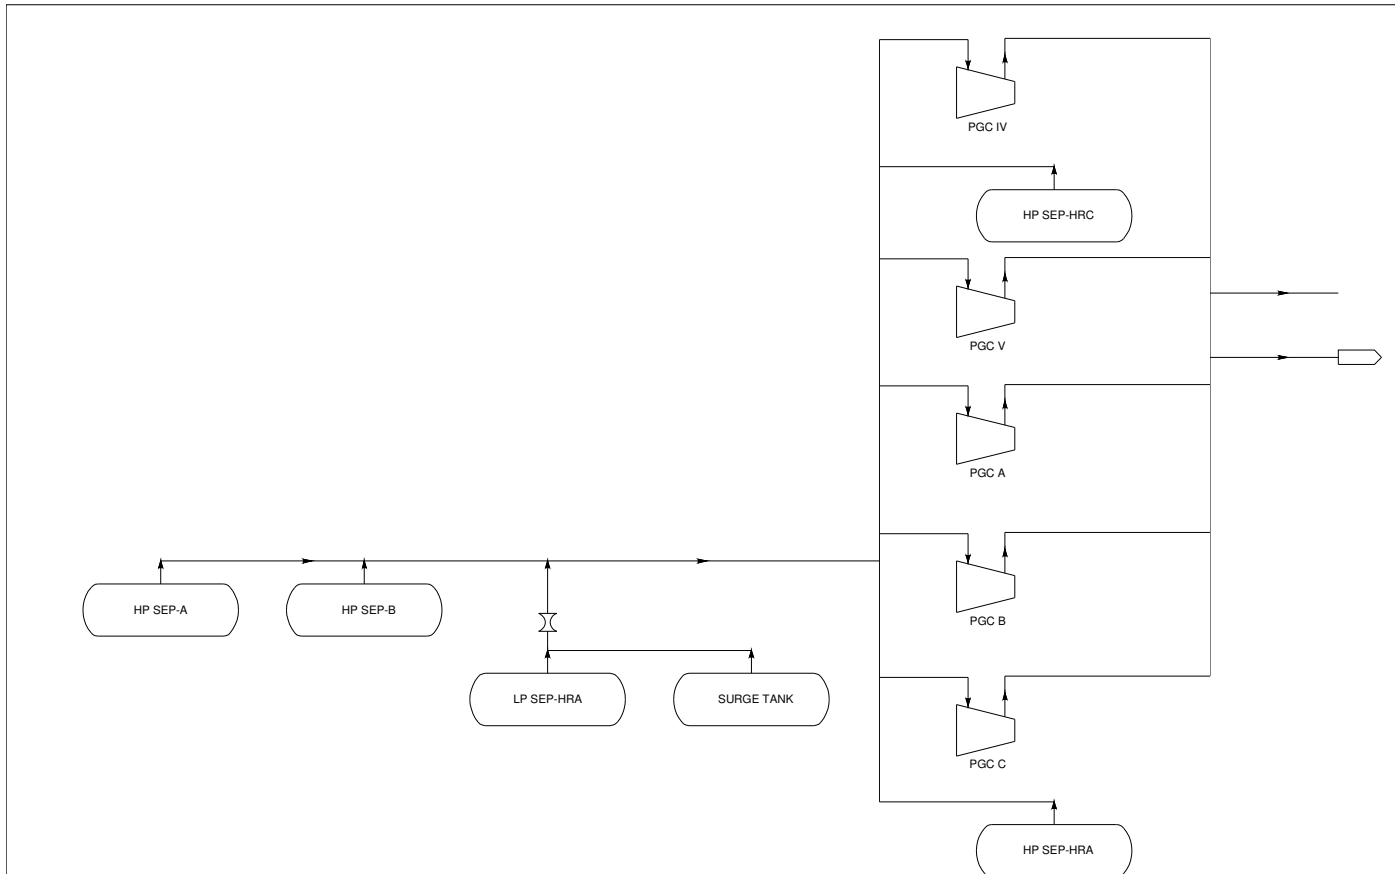 PGC IV
HP SEP-HRC
PGC V
PGC A
HP SEP-A
HP SEP-B
PGC B
LP SEP-HRA
SURGE TANK
PGC C
HP SEP-HRA